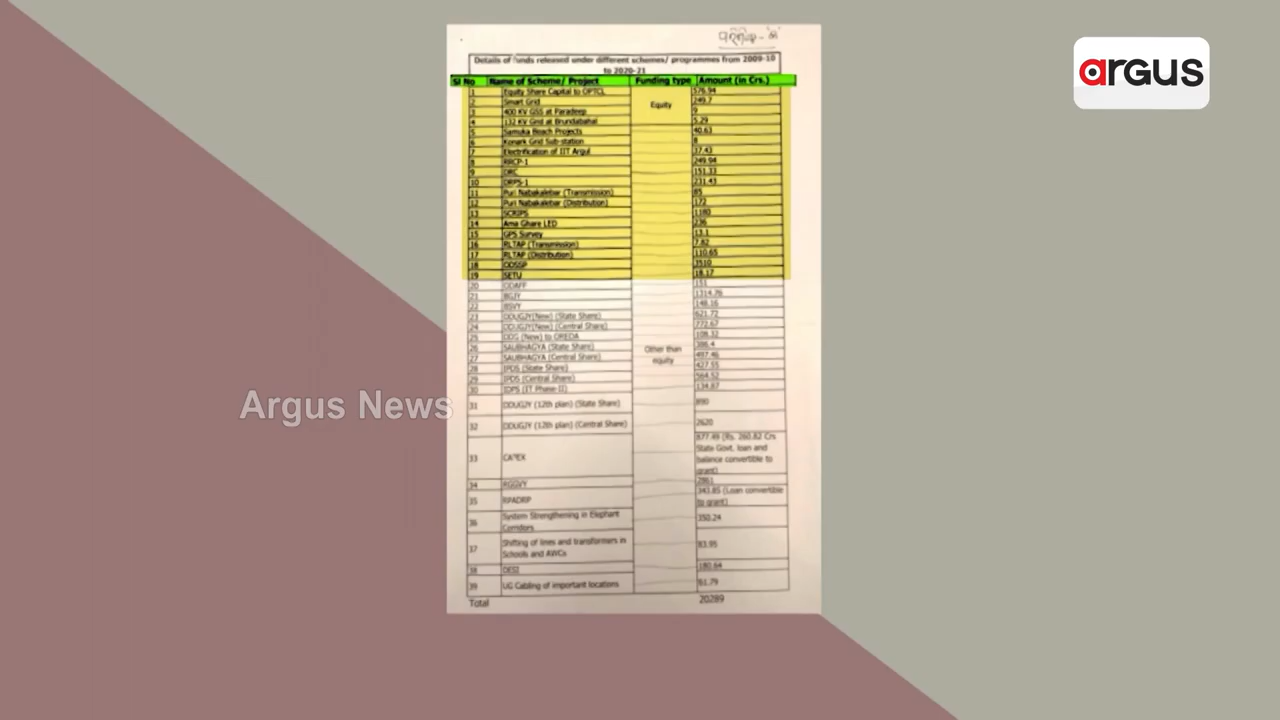 argus
Details of funds released under different schemes/ programmes from 2009-10
to 2020-21
Sl No Name of Scheme/ Project Funding type Amount (in Crs.)
1 Equity Share Capital to OPTCL 576.94
2 Smart Grid 249.7
Equity
3 400 KV GSS at Paradeep 9
4 132 KV Grid at Brundabahal 5.29
5 Samuka Beach Projects 40.63
6 Konark Grid Sub-station 8
7 Electrification of IIT Argul 37.43
8 RRCP-1 249.94
9 DRC 151.33
10 DRPS-1 231.43
11 Puri Nabakalebar (Transmission) 85
12 Puri Nabakalebar (Distribution) 172
13 SCRIPS 1180
14 Ama Ghare LED 236
15 GPS Survey 13.1
16 RLTAP (Transmission) 7.82
17 RLTAP (Distribution) 110.65
18 ODSSP 3510
19 SETU 18.17
20 ODAFF 151
21 BGJY 1314.76
22 BSVY 148.16
23 DDUGJY(New) (State Share) 621.72
24 DDUGJY(New) (Central Share) 772.67
25 DDG (New) to OREDA 108.32
26 SAUBHAGYA (State Share) 386.4
Other than
equity
27 SAUBHAGYA (Central Share) 497.46
28 IPDS (State Share) 427.55
29 IPDS (Central Share) 564.52
30 IDPS (IT Phase-II) 134.87
31 DDUGJY (12th plan) (State Share) 890
32 DDUGJY (12th plan) (Central Share) 2620
33 CAPEX 877.49 (Rs. 260.82 Crs
State Govt. loan and
balance convertible to
grant)
34 RGGVY 2861
35 RPADRP 343.85 (Loan convertible
to grant)
36 System Strengthening in Elephant
Corridors 350.24
37 Shifting of lines and transformers in
Schools and AWCs 83.95
38 DESI 180.64
39 UG Cabling of important locations 61.79
Total 20289
Argus News